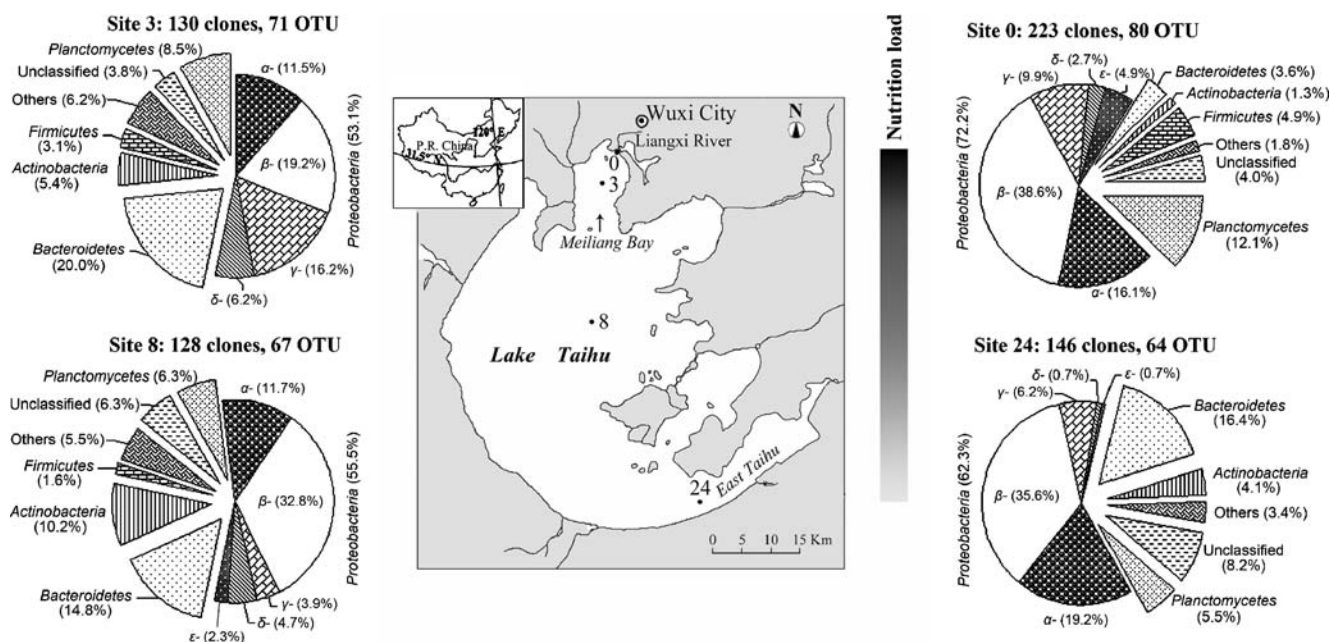 Site 3: 130 clones, 71 OTU
Planctomycetes (8.5%)
Unclassified (3.8%)
Others (6.2%)
Firmicutes
(3.1%)
Actinobacteria
(5.4%)
Bacteroidetes
(20.0%)
α- (11.5%)
β- (19.2%)
γ- (16.2%)
δ- (6.2%)
Proteobacteria (53.1%)
Site 8: 128 clones, 67 OTU
Planctomycetes (6.3%)
Unclassified (6.3%)
Others (5.5%)
Firmicutes
(1.6%)
Actinobacteria
(10.2%)
Bacteroidetes
(14.8%)
α- (11.7%)
β- (32.8%)
γ- (3.9%)
δ- (4.7%)
ε- (2.3%)
Proteobacteria (55.5%)
P.R. China
120° E
31.5° N
Wuxi City
Liangxi River
N
0
3
Meiliang Bay
8
Lake Taihu
East Taihu
24
0 5 10 15 Km
Nutrition load
Site 0: 223 clones, 80 OTU
δ- (2.7%)
ε- (4.9%)
γ- (9.9%)
Bacteroidetes (3.6%)
Actinobacteria (1.3%)
Firmicutes (4.9%)
Others (1.8%)
Unclassified
(4.0%)
Planctomycetes
(12.1%)
α- (16.1%)
β- (38.6%)
Proteobacteria (72.2%)
Site 24: 146 clones, 64 OTU
δ- (0.7%)
ε- (0.7%)
γ- (6.2%)
Bacteroidetes
(16.4%)
Actinobacteria
(4.1%)
Others (3.4%)
Unclassified
(8.2%)
Planctomycetes
(5.5%)
α- (19.2%)
β- (35.6%)
Proteobacteria (62.3%)